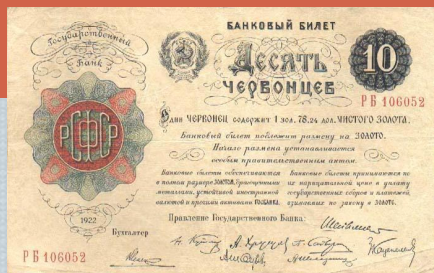 Государственный
Банк
РСФСР
1922
Бухгалтер
РБ 106052
БАНКОВЫЙ БИЛЕТ
Десять
ЧЕРВОНЦЕВ
10
РБ 106052
Один ЧЕРВОНЕЦ содержит 1 зол. 78,24 дол. ЧИСТОГО ЗОЛОТА.
Банковый билет подлежит размену на ЗОЛОТО.
Начало размена устанавливается
особым правительственным актом.
Банковые билеты обеспечиваются
в полном размере ЗОЛОТОМ, драгоценными
металлами, устойчивой иностранной
валютой и прочими активами ГОСБАНКА.
Банковые билеты принимаются по
их нарицательной цене в уплату
государственных сборов и платежей,
взимаемых по закону в золоте.
Правление Государственного Банка: